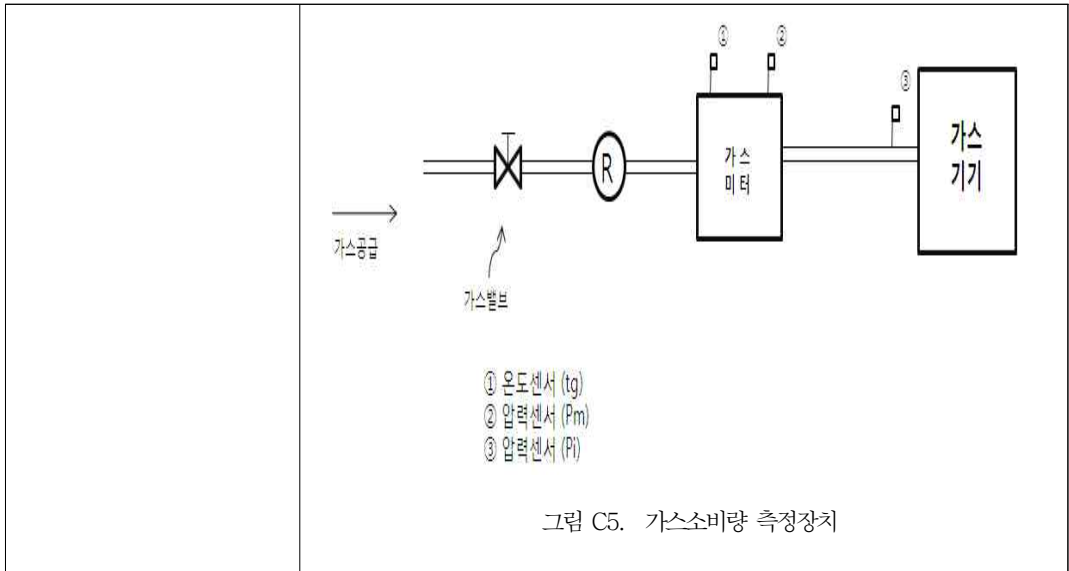 ① ②
③
가스
기기
가 스
미 터
R
가스공급
가스밸브
① 온도센서 (tg)
② 압력센서 (Pm)
③ 압력센서 (Pi)
그림 C5. 가스소비량 측정장치